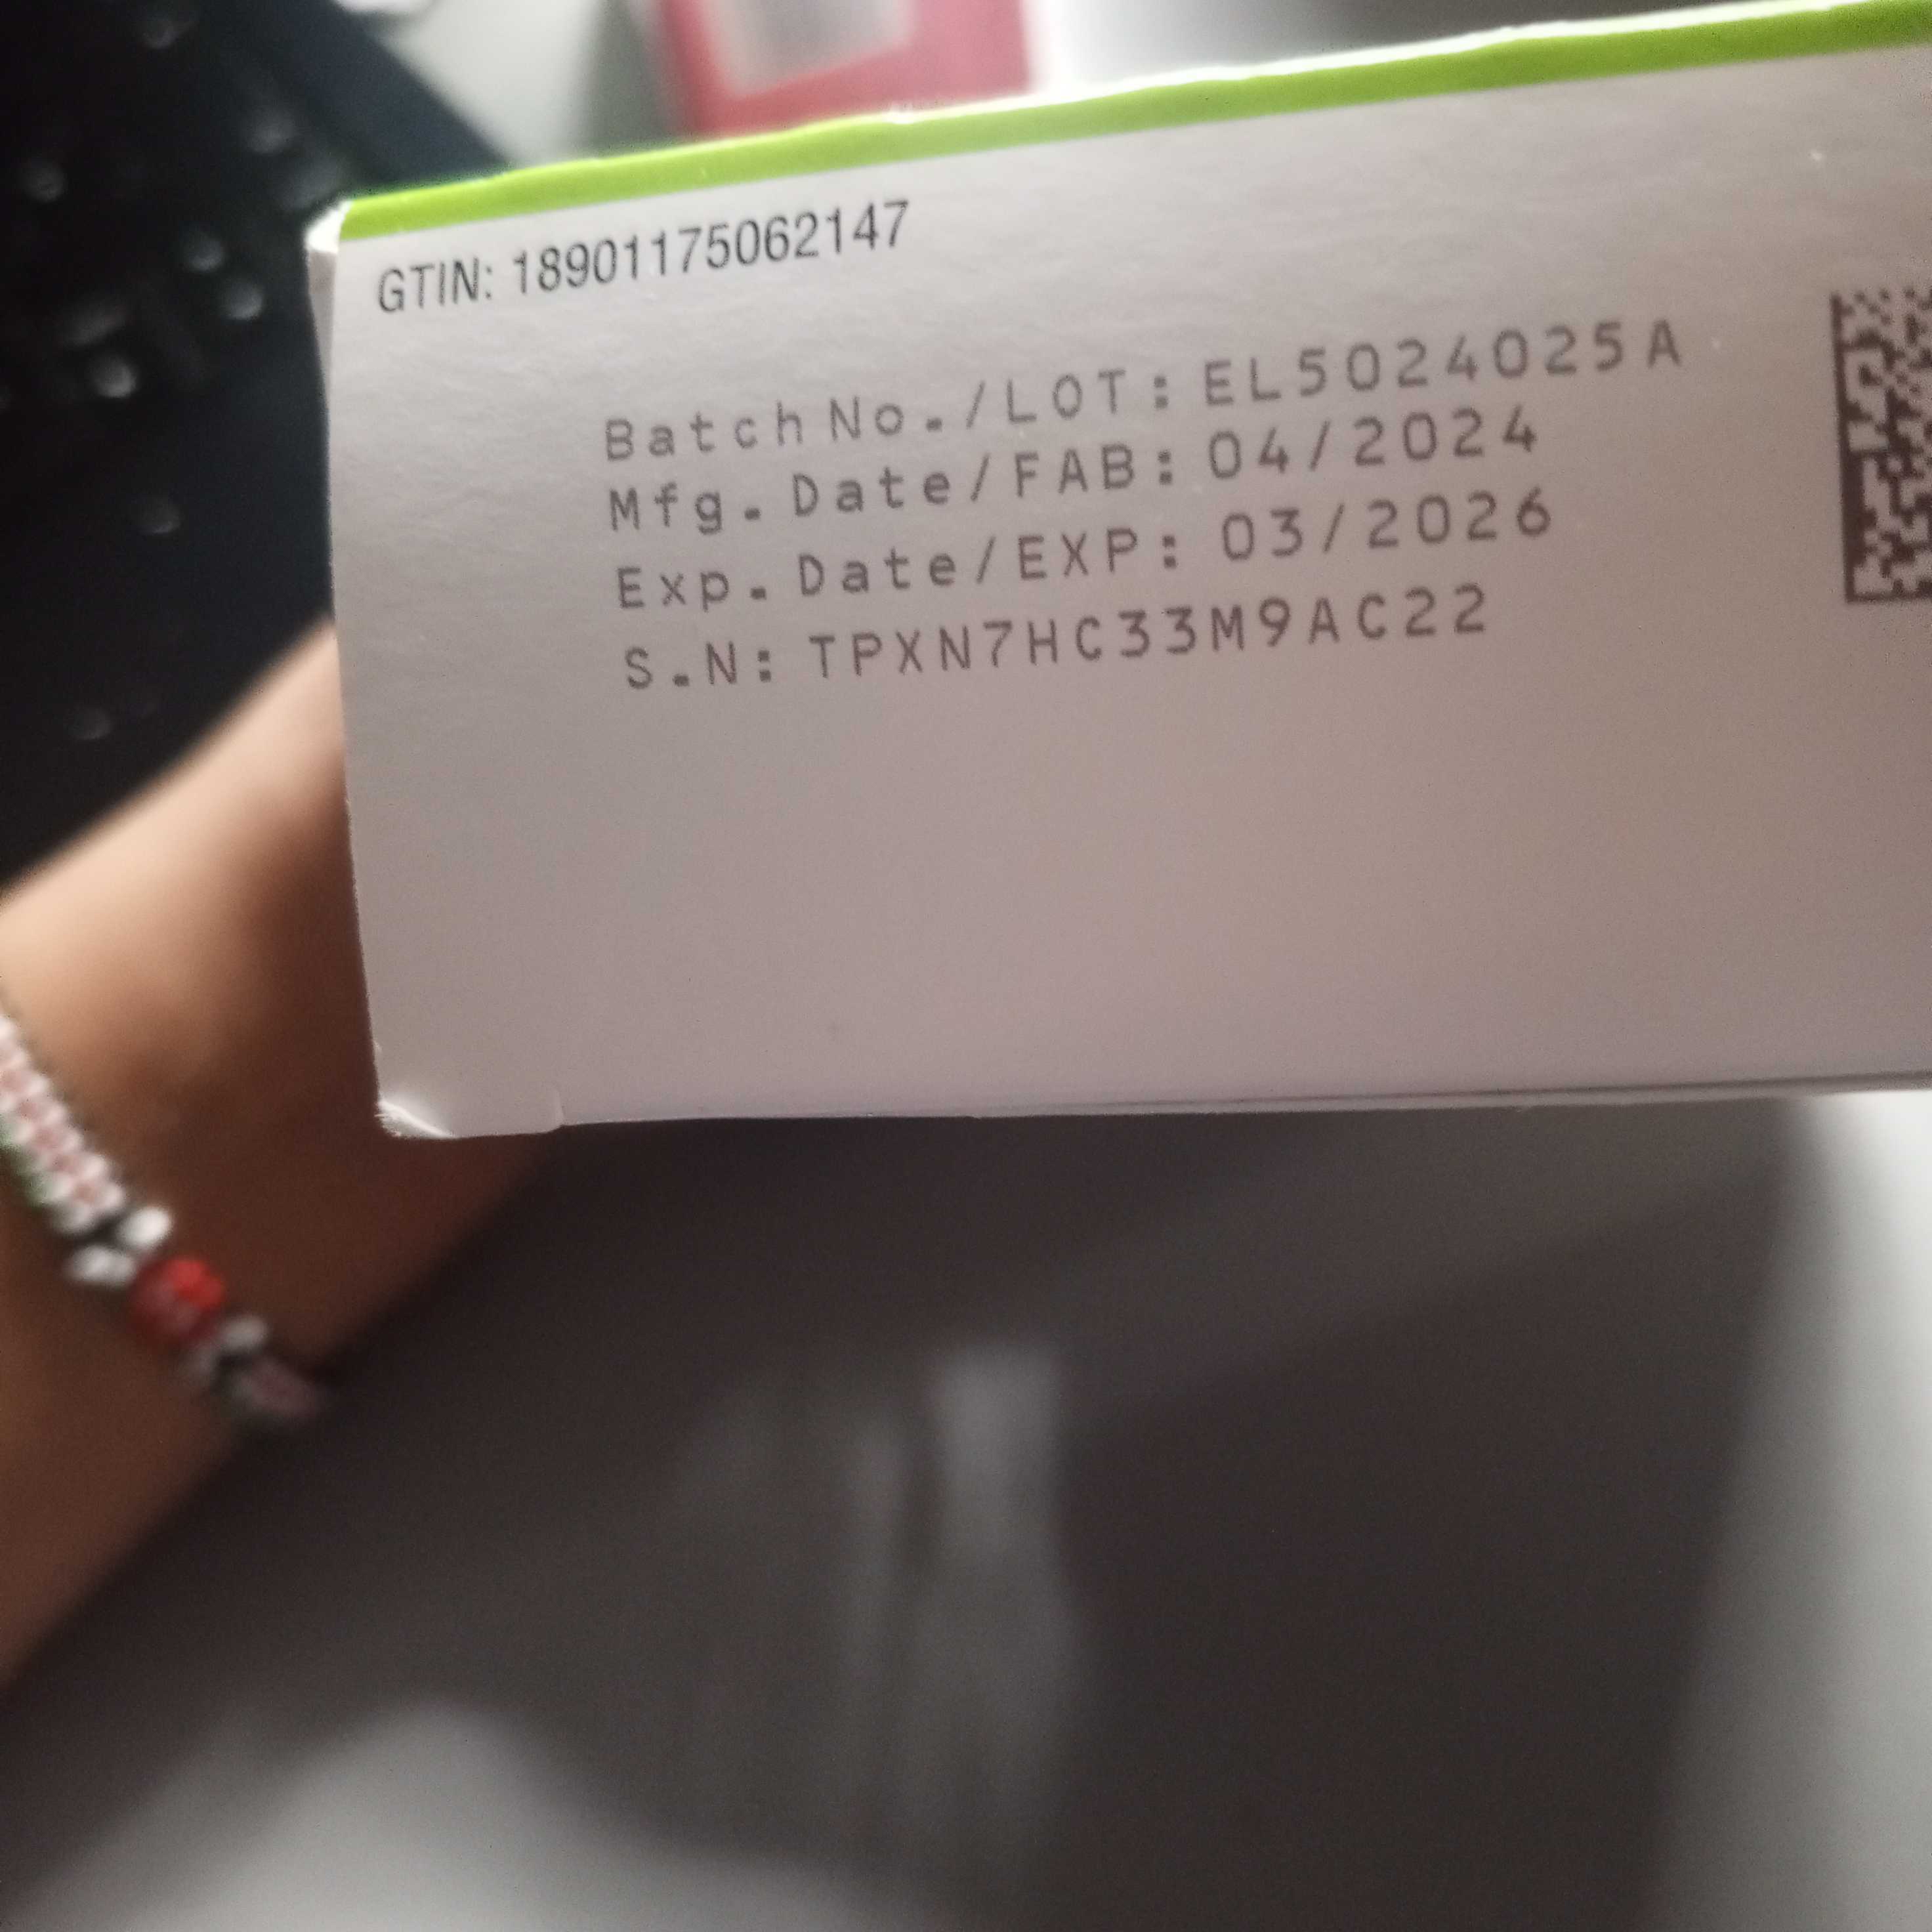 GTIN: 18901175062147
Batch No./LOT: EL5024025A
Mfg. Date/FAB: 04/2024
Exp. Date/EXP: 03/2026
S.N: TPXN7HC33M9AC22